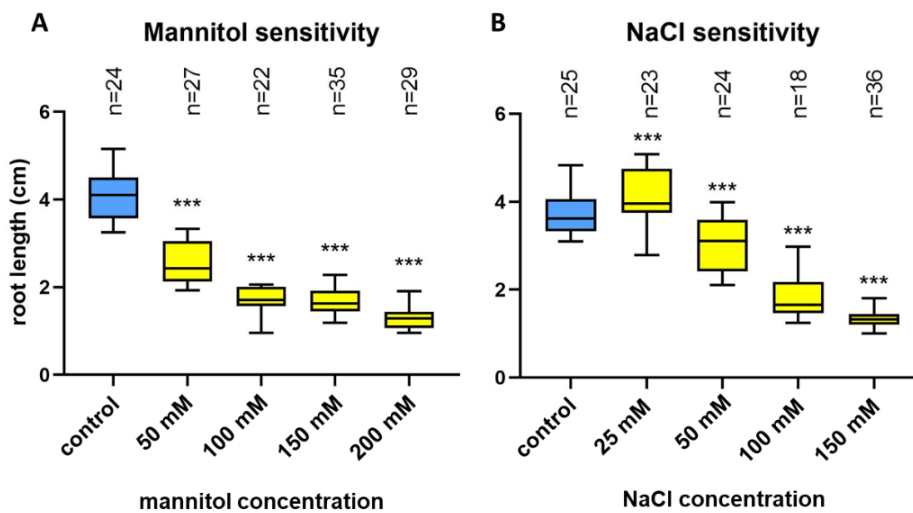 A
Mannitol sensitivity
n=24
n=27
n=22
n=35
n=29
root length (cm)
6
4
2
0
***
***
***
***
control
50 mM
100 mM
150 mM
200 mM
mannitol concentration
B
NaCl sensitivity
n=25
n=23
n=24
n=18
n=36
6
4
2
0
***
***
***
***
control
25 mM
50 mM
100 mM
150 mM
NaCl concentration